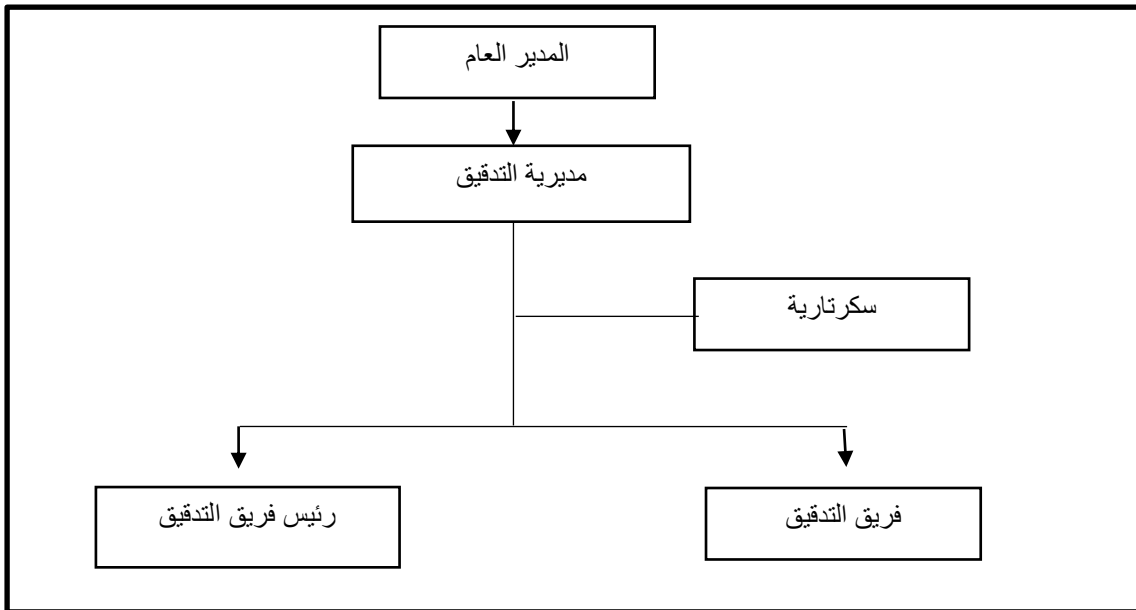 المدير العام
مديرية التدقيق
سكرتارية
فريق التدقيق
رئيس فريق التدقيق